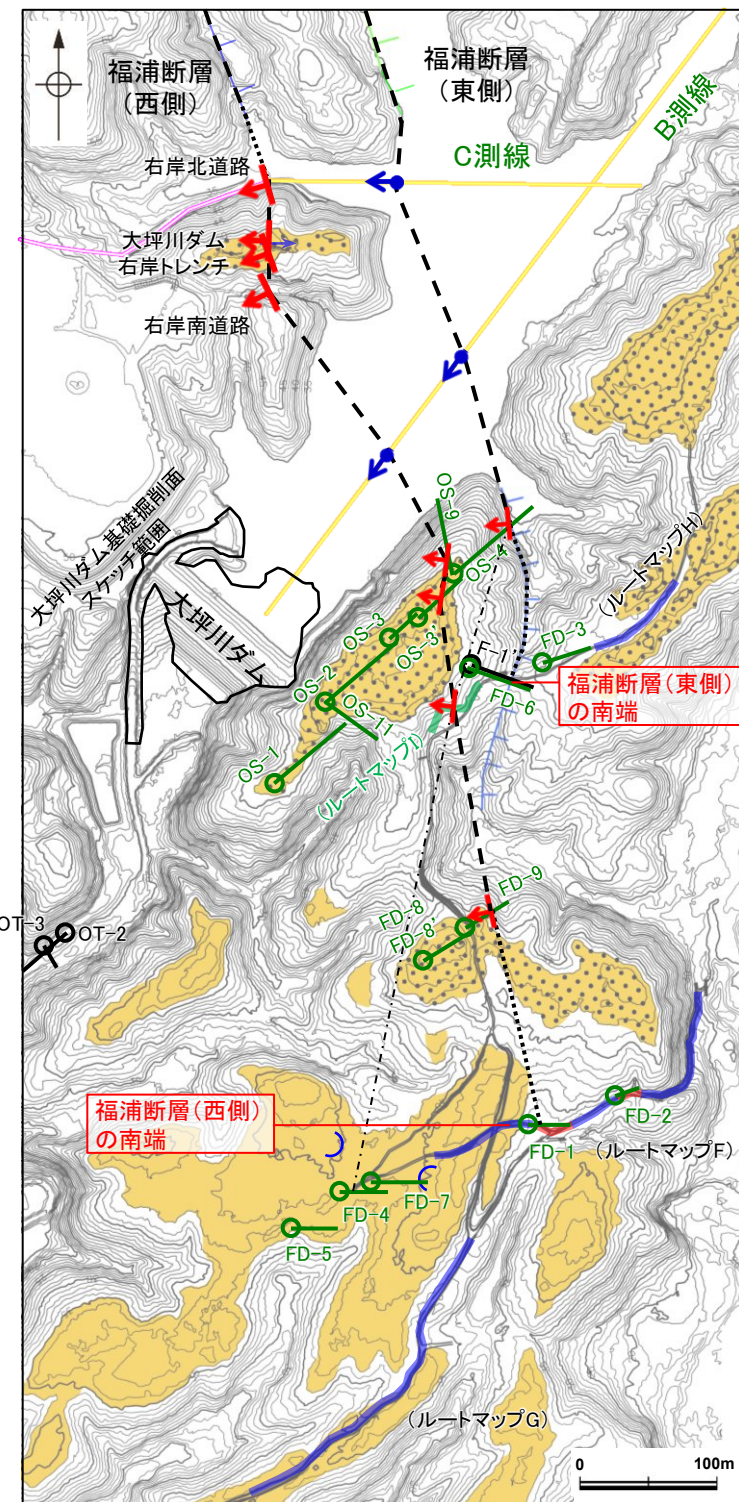 福浦断層
(西側)
福浦断層
(東側)
B測線
C測線
右岸北道路
大坪川ダム
右岸トレンチ
右岸南道路
大坪川ダム基礎掘削面
スケッチ範囲
大坪川ダム
OS-9
OS-4
(ルートマップH)
OS-3
OS-3'
F-1'
FD-3
OS-2
福浦断層(東側)
の南端
FD-6
OS-11
OS-1
(ルートマップI)
FD-9
FD-8
FD-8'
OT-3
OT-2
福浦断層(西側)
の南端
FD-2
FD-1
(ルートマップF)
FD-7
FD-4
FD-5
(ルートマップG)
0 100m